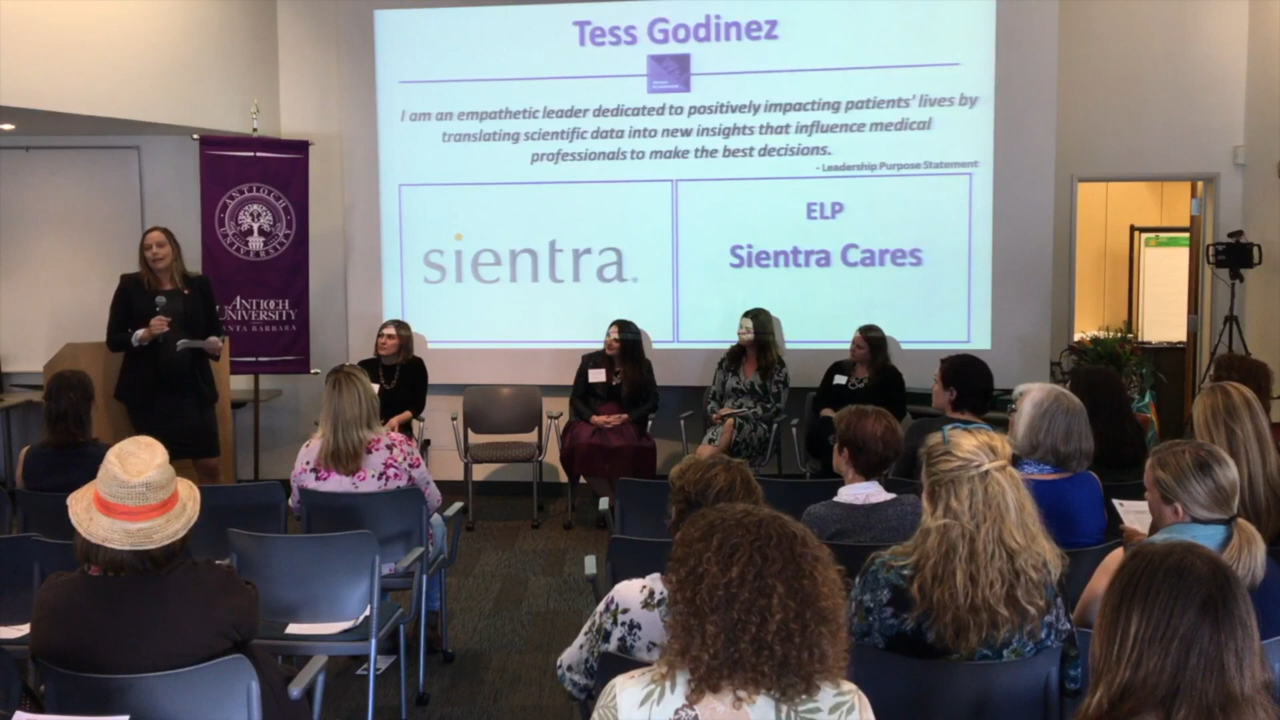 Tess Godinez
I am an empathetic leader dedicated to positively impacting patients' lives by
translating scientific data into new insights that influence medical
professionals to make the best decisions.
- Leadership Purpose Statement
sientra.
ELP
Sientra Cares
ANTIOCH
UNIVERSITY
ANTIOCH
UNIVERSITY
SANTA BARBARA